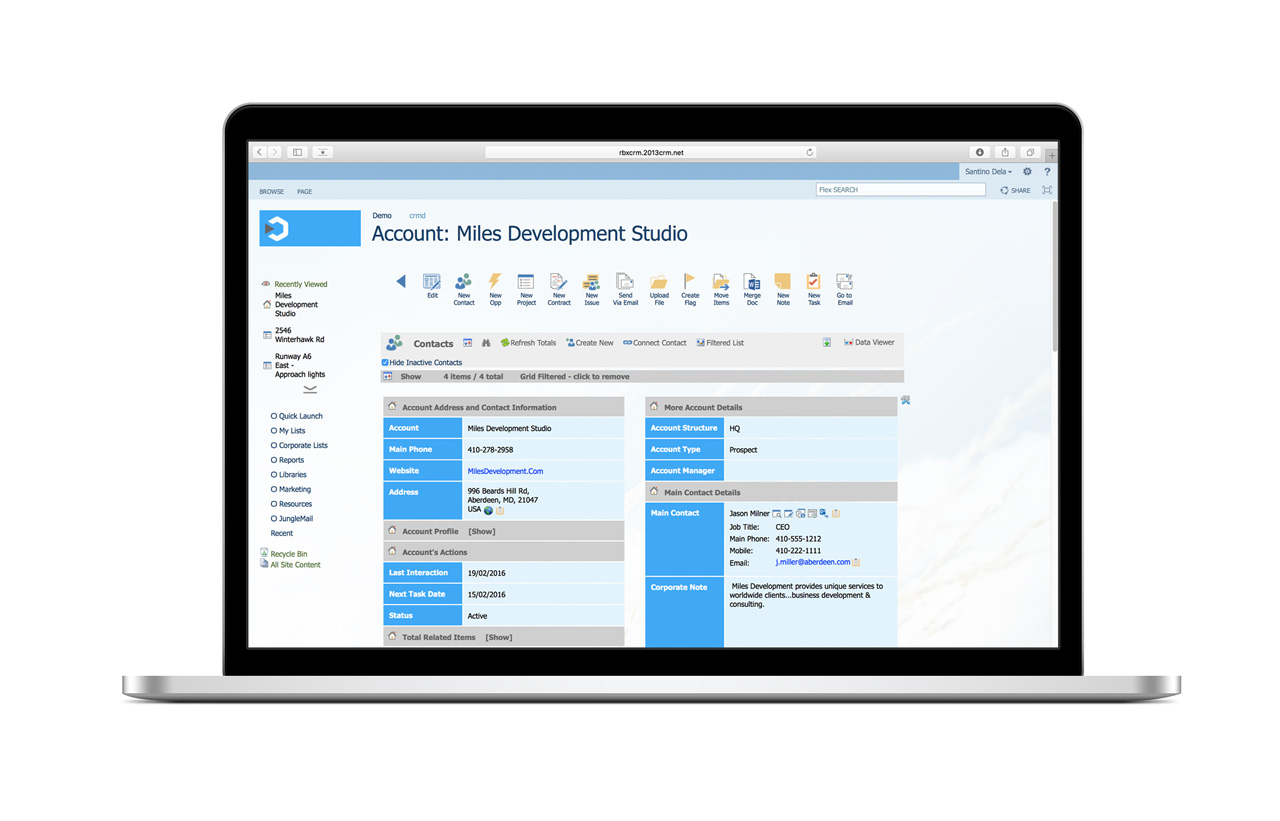 rbxcrm.2013crm.net
Santino Dela
?
BROWSE PAGE
Flex SEARCH
SHARE
Demo crmd
Account: Miles Development Studio
Recently Viewed
Miles
Development
Studio
2546
Winterhawk Rd
Runway A6
East -
Approach lights
Quick Launch
My Lists
Corporate Lists
Reports
Libraries
Marketing
Resources
JungleMail
Recent
Recycle Bin
All Site Content
Edit
New
Contact
New
Opp
New
Project
New
Contract
New
Issue
Send
Via Email
Upload
File
Create
Flag
Move
Items
Merge
Doc
New
Note
New
Task
Go to
Email
Contacts Refresh Totals Create New Connect Contact Filtered List Data Viewer
Hide Inactive Contacts
Show 4 items / 4 total Grid Filtered - click to remove
Account Address and Contact Information
Account Miles Development Studio
Main Phone 410-278-2958
Website MilesDevelopment.Com
Address 996 Beards Hill Rd,
Aberdeen, MD, 21047
USA
Account Profile [Show]
Account's Actions
Last Interaction 19/02/2016
Next Task Date 15/02/2016
Status Active
Total Related Items [Show]
More Account Details
Account Structure HQ
Account Type Prospect
Account Manager
Main Contact Details
Main Contact Jason Milner
Job Title: CEO
Main Phone: 410-555-1212
Mobile: 410-222-1111
Email: j.miller@aberdeen.com
Corporate Note Miles Development provides unique services to
worldwide clients...business development &
consulting.